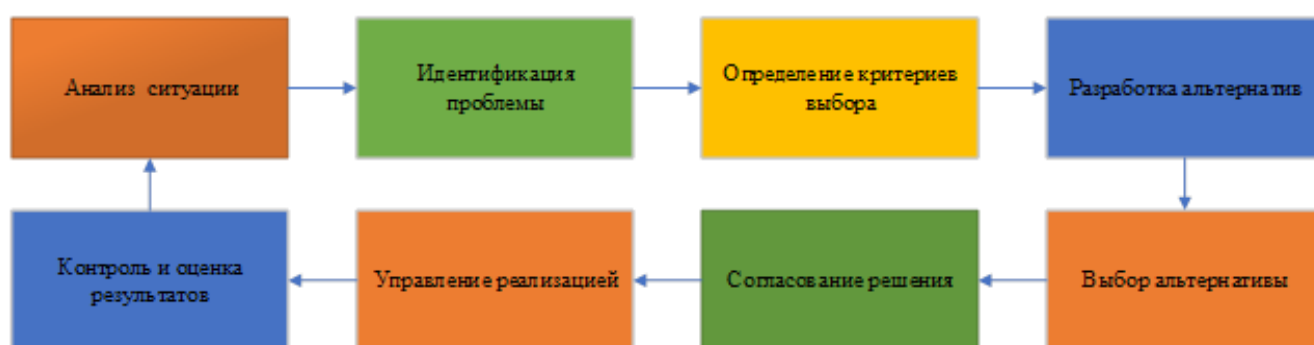 Анализ ситуации
Идентификация
проблемы
Определение критериев
выбора
Разработка альтернатив
Контроль и оценка
результатов
Управление реализацией
Согласование решения
Выбор альтернативы